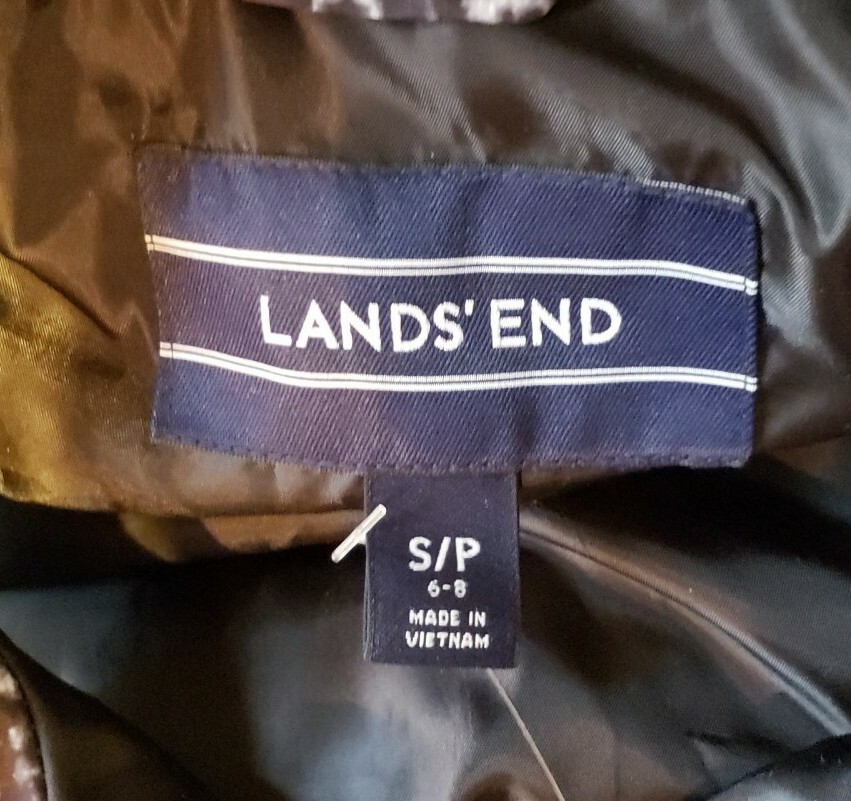 LANDS' END
S/P
6-8
MADE IN
VIETNAM